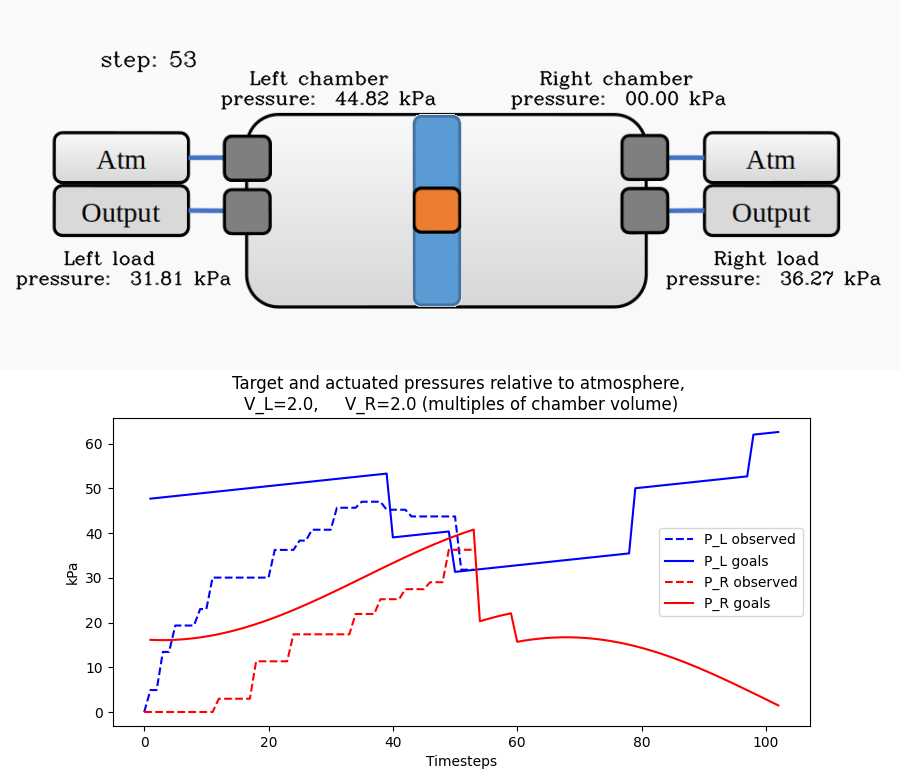 step: 53
Left chamber
pressure: 44.82 kPa
Right chamber
pressure: 00.00 kPa
Atm
Output
Atm
Output
Left load
pressure: 31.81 kPa
Right load
pressure: 36.27 kPa
Target and actuated pressures relative to atmosphere,
V_L=2.0, V_R=2.0 (multiples of chamber volume)
60
50
40
30
20
10
0
kPa
P_L observed
P_L goals
P_R observed
P_R goals
0 20 40 60 80 100
Timesteps